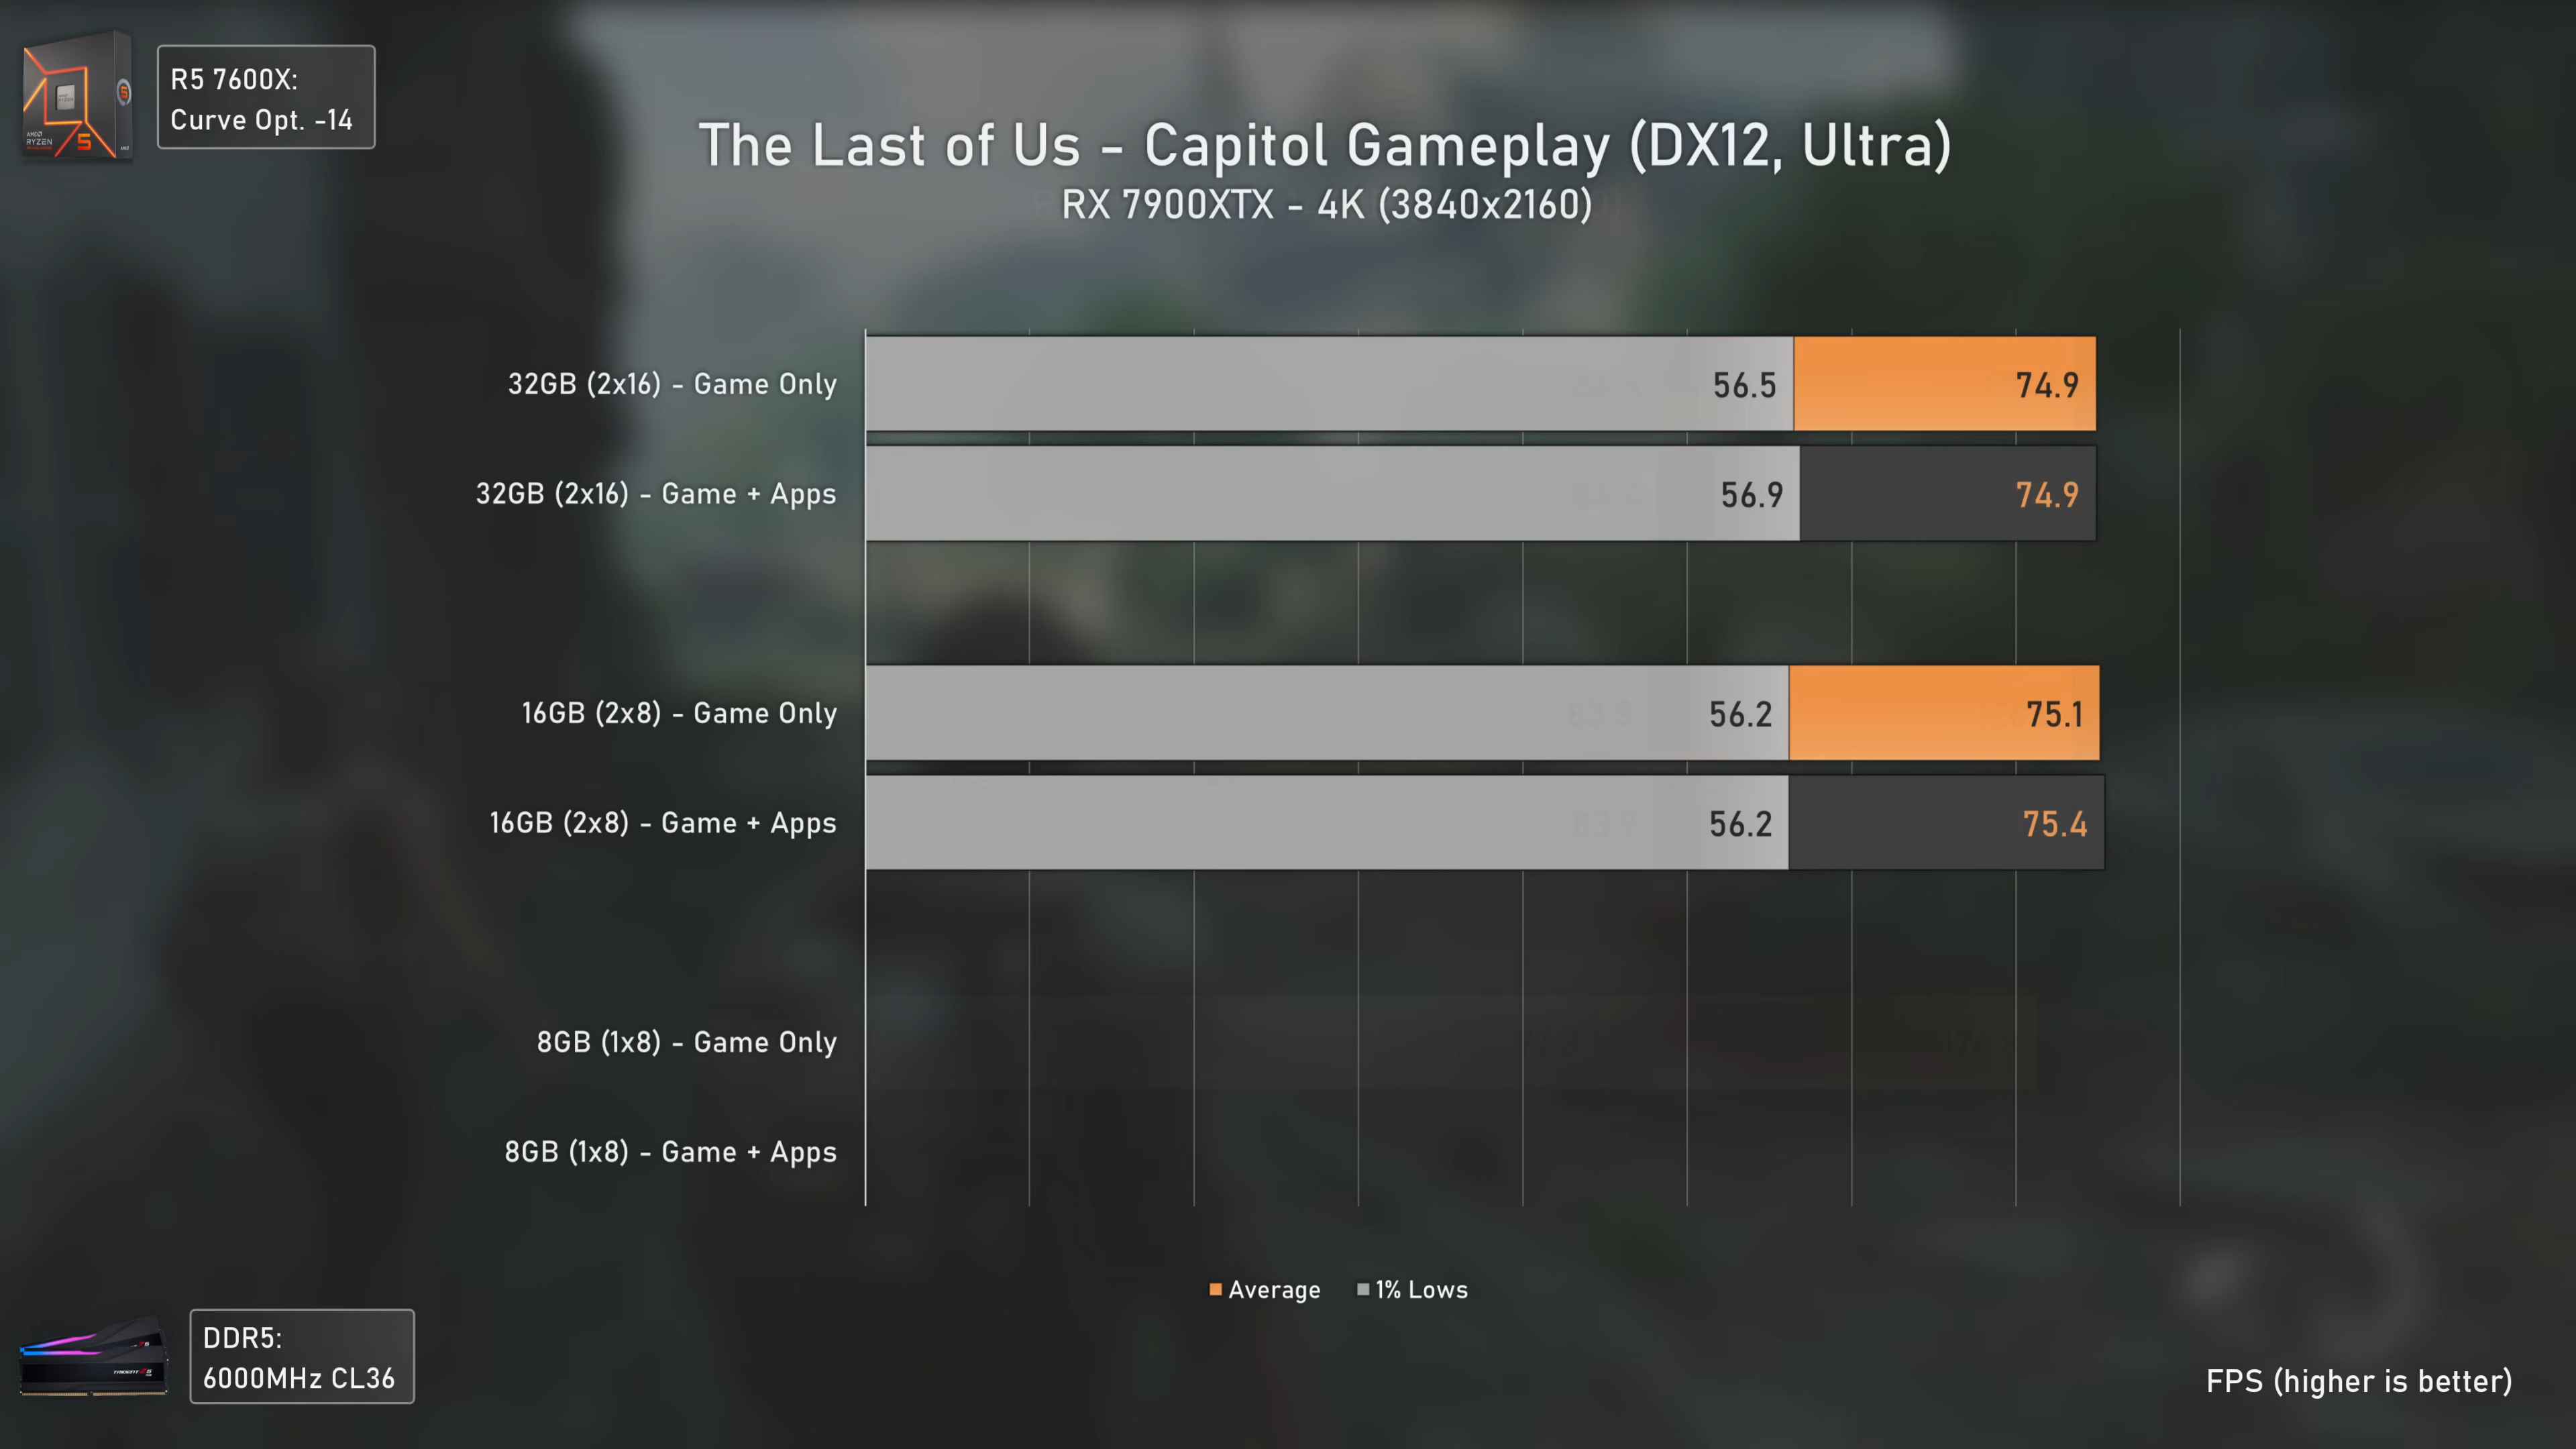 R5 7600X:
Curve Opt. -14
AMD
RYZEN
5
The Last of Us - Capitol Gameplay (DX12, Ultra)
RX 7900XTX - 4K (3840x2160)
32GB (2x16) - Game Only
56.5
74.9
32GB (2x16) - Game + Apps
56.9
74.9
16GB (2x8) - Game Only
56.2
75.1
16GB (2x8) - Game + Apps
56.2
75.4
8GB (1x8) - Game Only
8GB (1x8) - Game + Apps
Average
1% Lows
DDR5:
6000MHz CL36
FPS (higher is better)